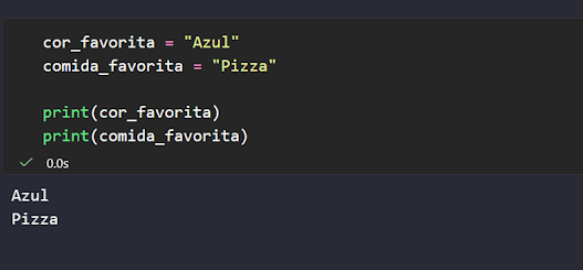 cor_favorita = "Azul"
comida_favorita = "Pizza"
print(cor_favorita)
print(comida_favorita)
0.0s
Azul
Pizza